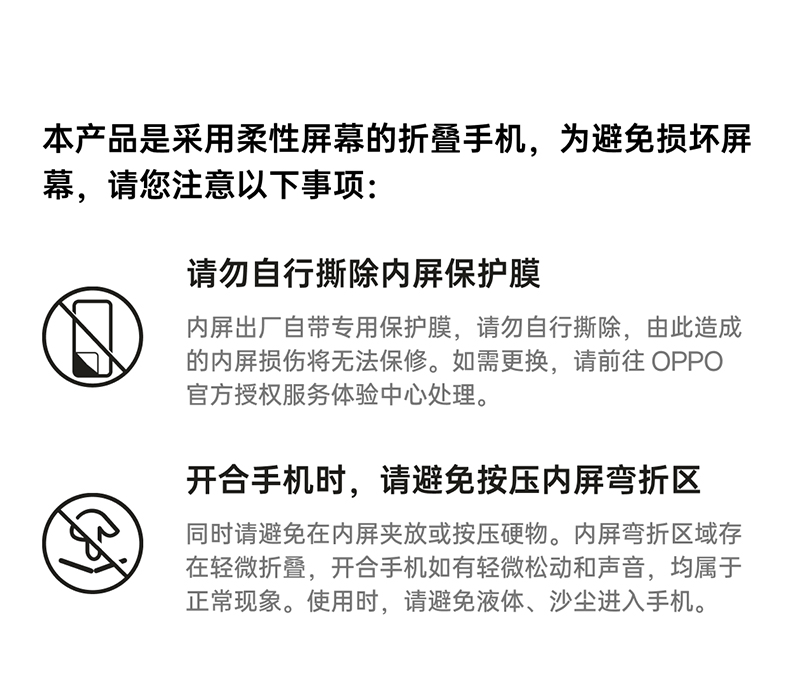 本产品是采用柔性屏幕的折叠手机，为避免损坏屏
幕，请您注意以下事项：
请勿自行撕除内屏保护膜
内屏出厂自带专用保护膜，请勿自行撕除，由此造成
的内屏损伤将无法保修。如需更换，请前往 OPPO
官方授权服务体验中心处理。
开合手机时，请避免按压内屏弯折区
同时请避免在内屏夹放或按压硬物。内屏弯折区域存
在轻微折叠，开合手机如有轻微松动和声音，均属于
正常现象。使用时，请避免液体、沙尘进入手机。